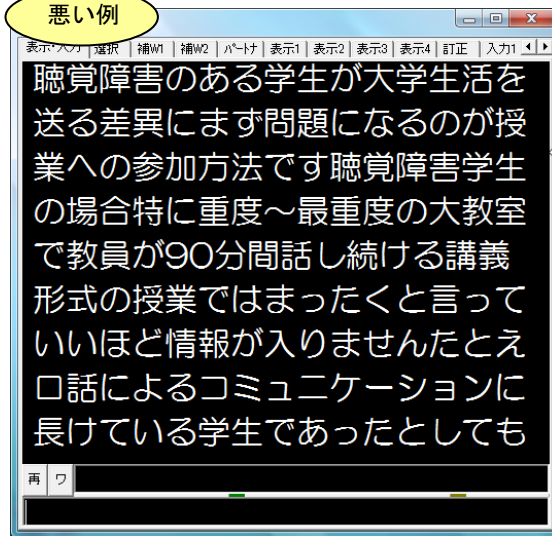 悪い例
表示・入力 選択 補W1 補W2 パートナ 表示1 表示2 表示3 表示4 訂正 入力1
聴覚障害のある学生が大学生活を
送る差異にまず問題になるのが授
業への参加方法です聴覚障害学生
の場合特に重度〜最重度の大教室
で教員が90分間話し続ける講義
形式の授業ではまったくと言って
いいほど情報が入りませんたとえ
口話によるコミュニケーションに
長けている学生であったとしても
再 ワ